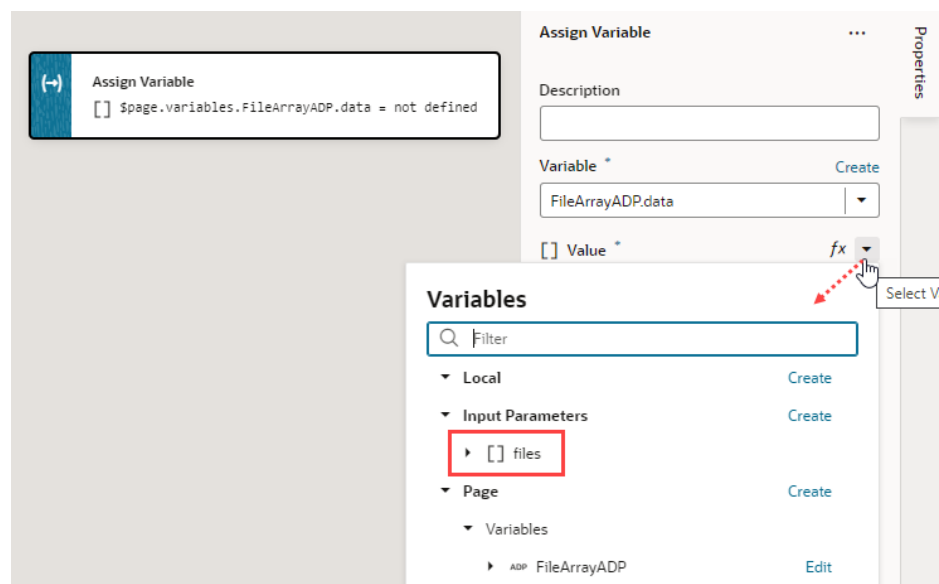 Assign Variable
[] $page.variables.FileArrayADP.data = not defined
Assign Variable
...
Properties
Description
Variable * Create
FileArrayADP.data
[] Value * fx
Select V
Variables
Filter
Local Create
Input Parameters Create
[] files
Page Create
Variables
ADP FileArrayADP Edit